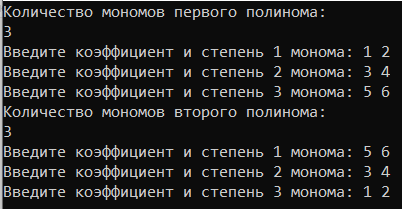 Количество мономов первого полинома:
3
Введите коэффициент и степень 1 монома: 1 2
Введите коэффициент и степень 2 монома: 3 4
Введите коэффициент и степень 3 монома: 5 6
Количество мономов второго полинома:
3
Введите коэффициент и степень 1 монома: 5 6
Введите коэффициент и степень 2 монома: 3 4
Введите коэффициент и степень 3 монома: 1 2